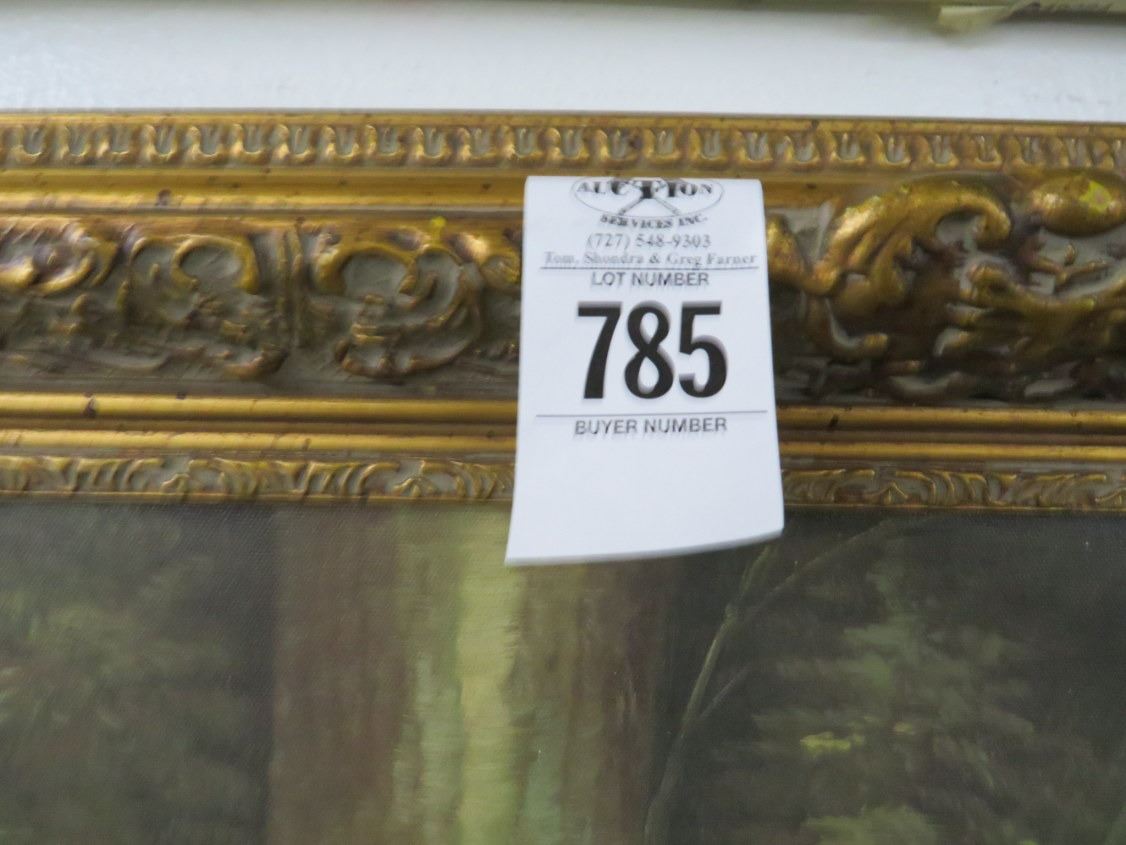 AUCTION
SERVICES INC.
(727) 548-9303
Tom, Shondra & Greg Farner
LOT NUMBER
785
BUYER NUMBER